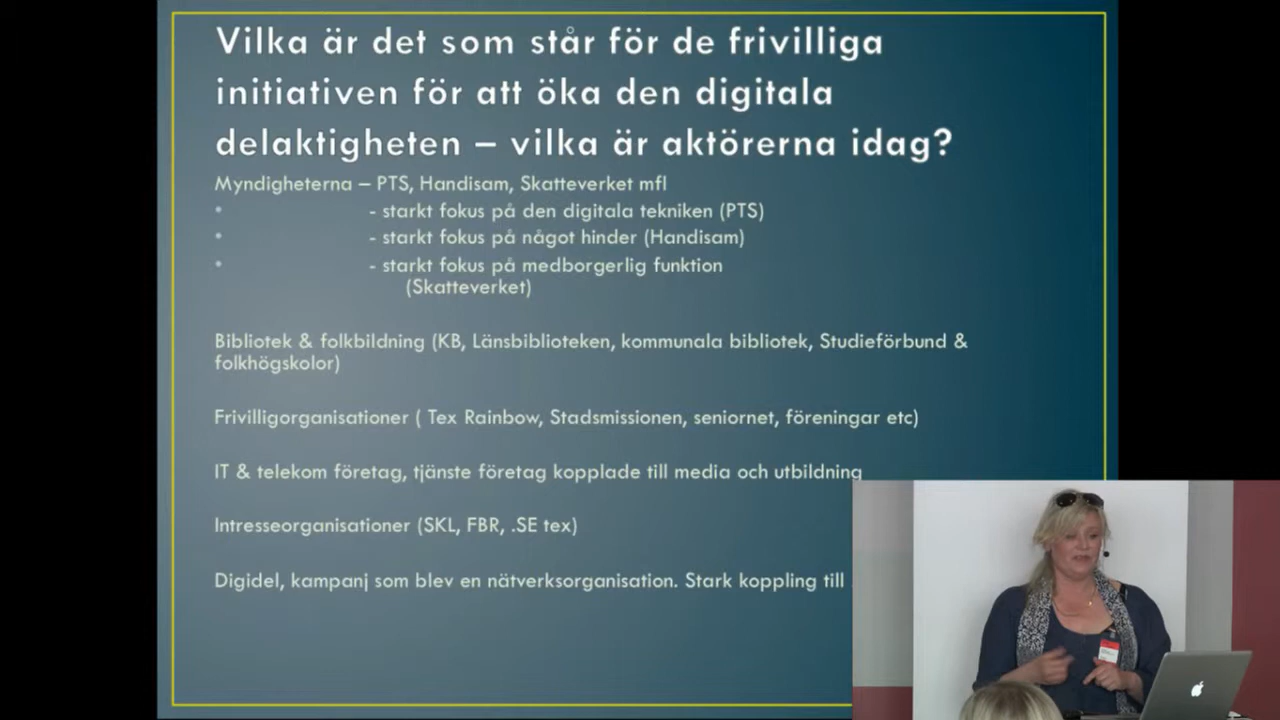 Vilka är det som står för de frivilliga
initiativen för att öka den digitala
delaktigheten – vilka är aktörerna idag?
Myndigheterna – PTS, Handisam, Skatteverket mfl
• - starkt fokus på den digitala tekniken (PTS)
• - starkt fokus på något hinder (Handisam)
• - starkt fokus på medborgerlig funktion
(Skatteverket)
Bibliotek & folkbildning (KB, Länsbiblioteken, kommunala bibliotek, Studieförbund &
folkhögskolor)
Frivilligorganisationer ( Tex Rainbow, Stadsmissionen, seniornet, föreningar etc)
IT & telekom företag, tjänste företag kopplade till media och utbildning
Intresseorganisationer (SKL, FBR, .SE tex)
Digidel, kampanj som blev en nätverksorganisation. Stark koppling till